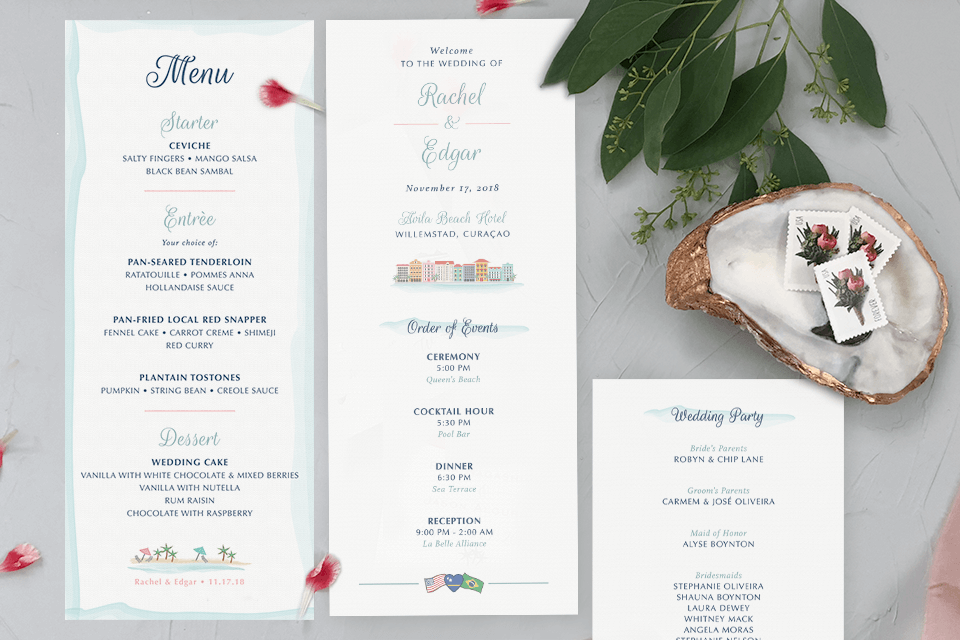 Menu
Starter
CEVICHE
SALTY FINGERS • MANGO SALSA
BLACK BEAN SAMBAL
Entrèe
Your choice of:
PAN-SEARED TENDERLOIN
RATATOUILLE • POMMES ANNA
HOLLANDAISE SAUCE
PAN-FRIED LOCAL RED SNAPPER
FENNEL CAKE • CARROT CREME • SHIMEJI
RED CURRY
PLANTAIN TOSTONES
PUMPKIN • STRING BEAN • CREOLE SAUCE
Dessert
WEDDING CAKE
VANILLA WITH WHITE CHOCOLATE & MIXED BERRIES
VANILLA WITH NUTELLA
RUM RAISIN
CHOCOLATE WITH RASPBERRY
Rachel & Edgar • 11.17.18
Welcome
TO THE WEDDING OF
Rachel
&
Edgar
November 17, 2018
Avila Beach Hotel
WILLEMSTAD, CURAÇAO
Order of Events
CEREMONY
5:00 PM
Queen's Beach
COCKTAIL HOUR
5:30 PM
Pool Bar
DINNER
6:30 PM
Sea Terrace
RECEPTION
9:00 PM - 2:00 AM
La Belle Alliance
FOREVER
Wedding Party
Bride's Parents
ROBYN & CHIP LANE
Groom's Parents
CARMEM & JOSÉ OLIVEIRA
Maid of Honor
ALYSE BOYNTON
Bridesmaids
STEPHANIE OLIVEIRA
SHAUNA BOYNTON
LAURA DEWEY
WHITNEY MACK
ANGELA MORAS
STEPHANIE NELSON